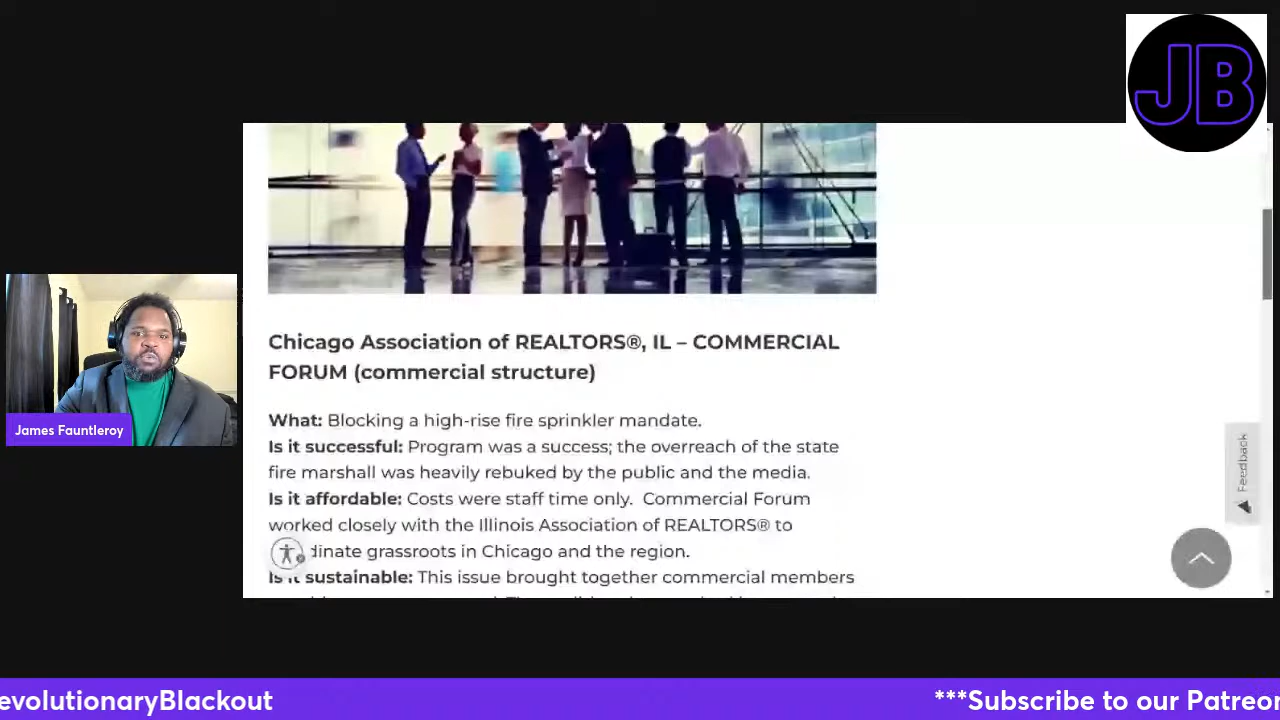 JB
Chicago Association of REALTORS®, IL – COMMERCIAL
FORUM (commercial structure)
What: Blocking a high-rise fire sprinkler mandate.
Is it successful: Program was a success; the overreach of the state
fire marshall was heavily rebuked by the public and the media.
Is it affordable: Costs were staff time only. Commercial Forum
worked closely with the Illinois Association of REALTORS® to
dinate grassroots in Chicago and the region.
Is it sustainable: This issue brought together commercial members
Feedback
James Fauntleroy
evolutionaryBlackout
***Subscribe to our Patreon